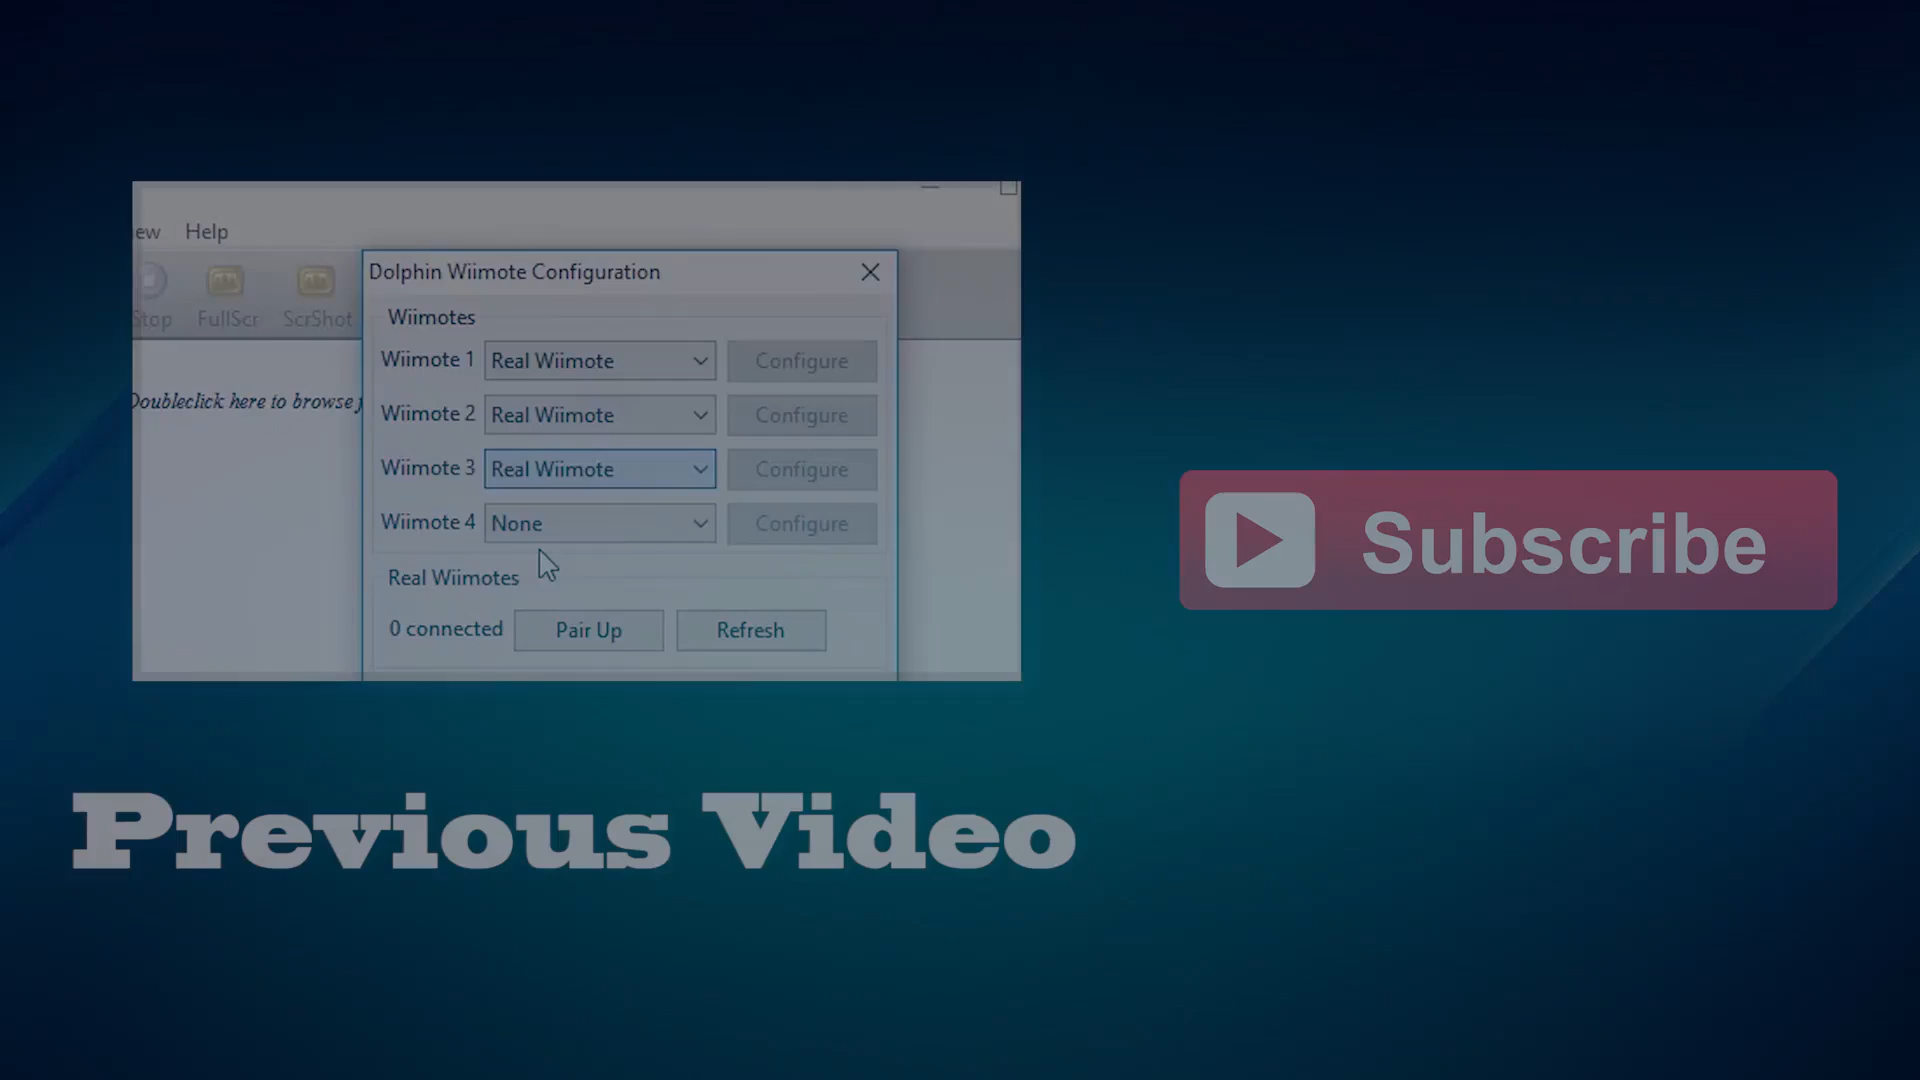 ew Help
Stop FullScr ScrShot
Doubleclick here to browse f
Dolphin Wiimote Configuration
Wiimotes
Wiimote 1 Real Wiimote Configure
Wiimote 2 Real Wiimote Configure
Wiimote 3 Real Wiimote Configure
Wiimote 4 None Configure
Real Wiimotes
0 connected Pair Up Refresh
Subscribe
Previous Video